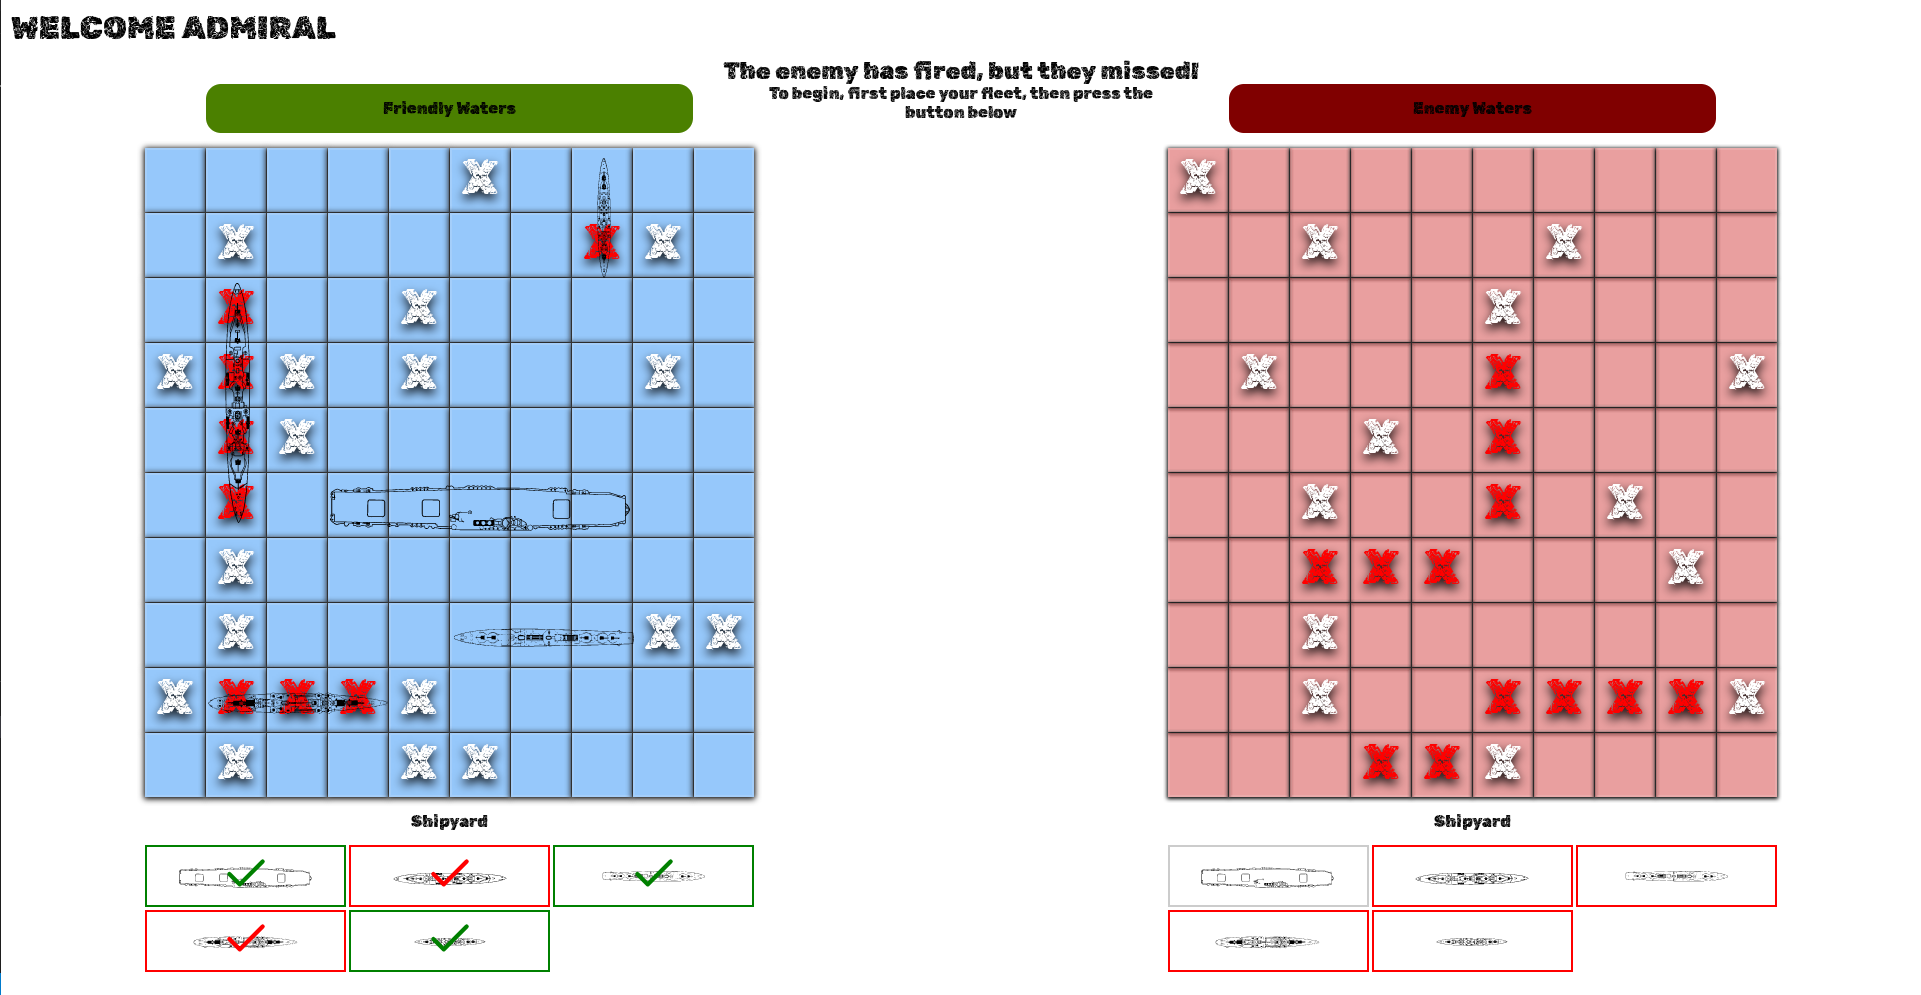 WELCOME ADMIRAL
The enemy has fired, but they missed!
To begin, first place your fleet, then press the
button below
Friendly Waters
Enemy Waters
Shipyard
Shipyard